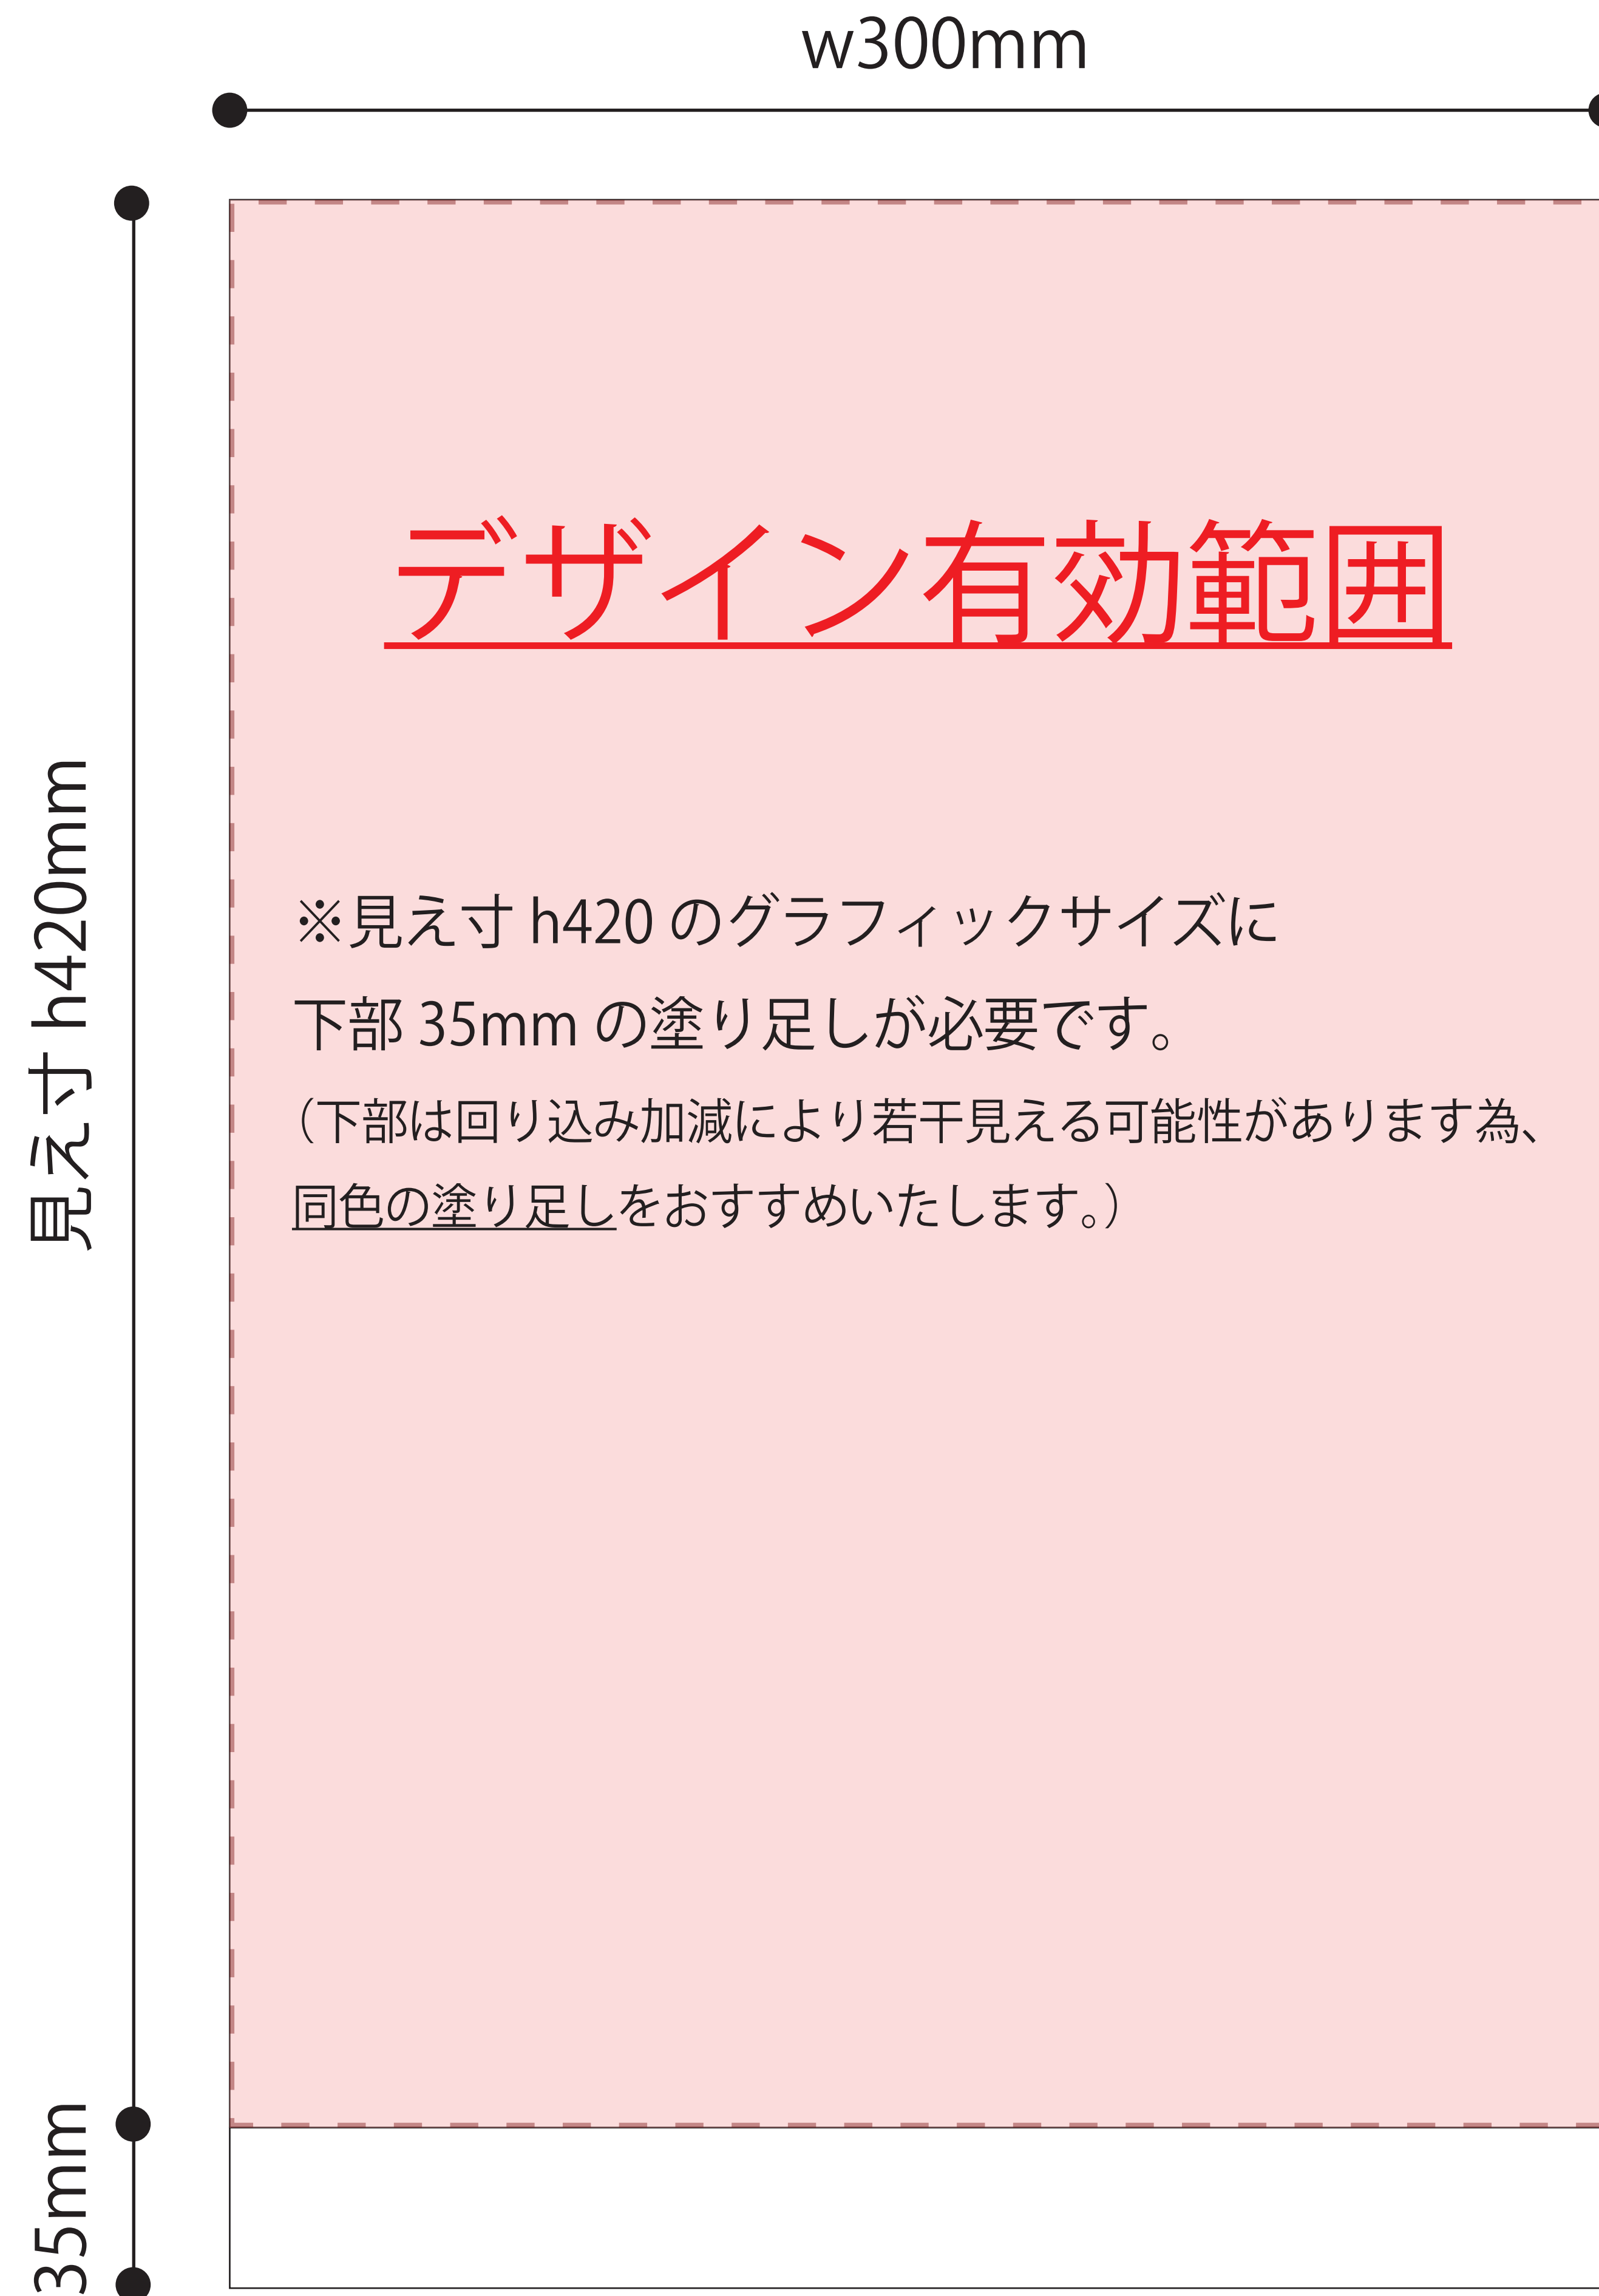 w300mm
デザイン有効範囲
見え寸 h420mm
※見え寸 h420 のグラフィックサイズに
下部 35mm の塗り足しが必要です。
（下部は回り込み加減により若干見える可能性があります為、
同色の塗り足しをおすすめいたします。）
35mm